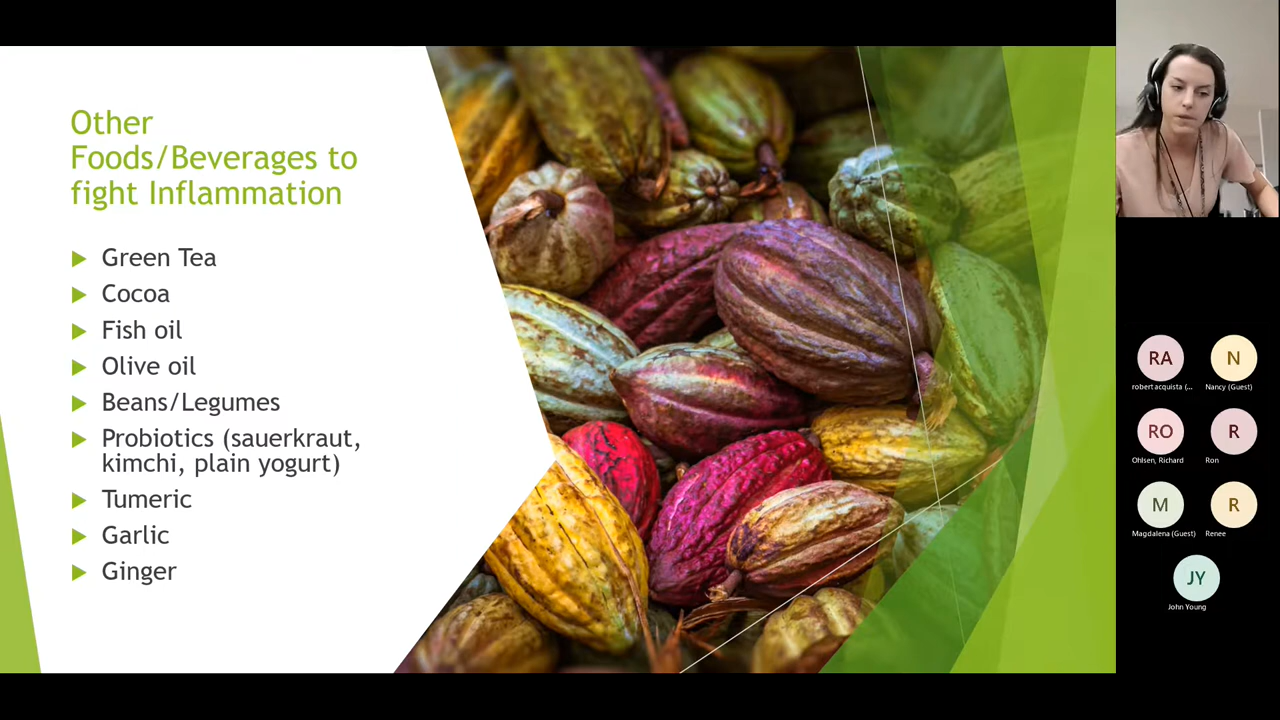 Other
Foods/Beverages to
fight Inflammation
Green Tea
Cocoa
Fish oil
Olive oil
Beans/Legumes
Probiotics (sauerkraut,
kimchi, plain yogurt)
Tumeric
Garlic
Ginger
RA
robert acquista (...
N
Nancy (Guest)
RO
Ohlsen, Richard
R
Ron
M
Magdalena (Guest)
R
Renee
JY
John Young